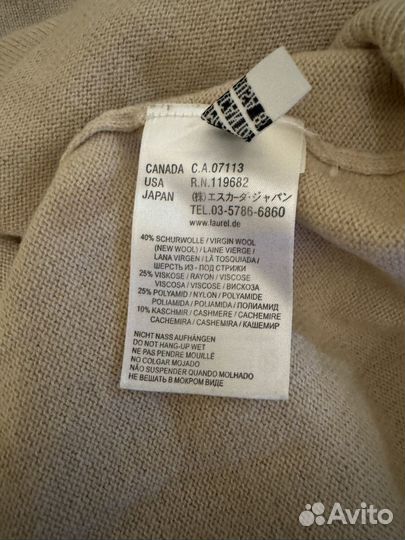 CANADA C.A.07113
USA R.N.119682
JAPAN (株)エスカーダ・ジャパン
TEL.03-5786-6860
www.laurel.de
40% SCHURWOLLE / VIRGIN WOOL
(NEW WOOL) / LAINE VIERGE /
LANA VIRGEN / LÃ TOSQUIADA /
ШЕРСТЬ ИЗ - ПОД СТРИЖКИ
25% VISKOSE / RAYON / VISCOSE
VISCOSA / VISCOSE / ВИСКОЗА
25% POLYAMID / NYLON / POLYAMIDE
POLIAMIDA / POLIAMIDA / ПОЛИАМИД
10% KASCHMIR / CASHMERE / CACHEMIRE
CACHEMIRA / CASHEMIRA / КАШЕМИР
NICHT NASS AUFHÄNGEN
DO NOT HANG-UP WET
NE PAS PENDRE MOUILLÉ
NO COLGAR MOJADO
NÃO SUSPENDER QUANDO MOLHADO
НЕ ВЕШАТЬ В МОКРОМ ВИДЕ
Avito